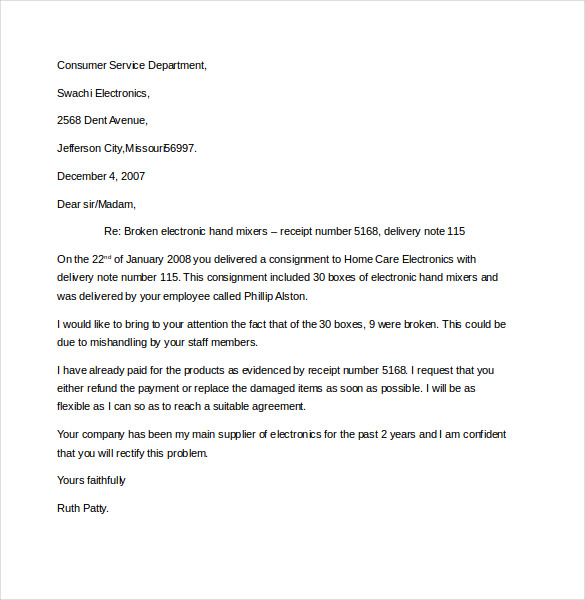 Consumer Service Department,
Swachi Electronics,
2568 Dent Avenue,
Jefferson City,Missouri56997.
December 4, 2007
Dear sir/Madam,
Re: Broken electronic hand mixers – receipt number 5168, delivery note 115
On the 22nd of January 2008 you delivered a consignment to Home Care Electronics with
delivery note number 115. This consignment included 30 boxes of electronic hand mixers and
was delivered by your employee called Phillip Alston.
I would like to bring to your attention the fact that of the 30 boxes, 9 were broken. This could be
due to mishandling by your staff members.
I have already paid for the products as evidenced by receipt number 5168. I request that you
either refund the payment or replace the damaged items as soon as possible. I will be as
flexible as I can so as to reach a suitable agreement.
Your company has been my main supplier of electronics for the past 2 years and I am confident
that you will rectify this problem.
Yours faithfully
Ruth Patty.